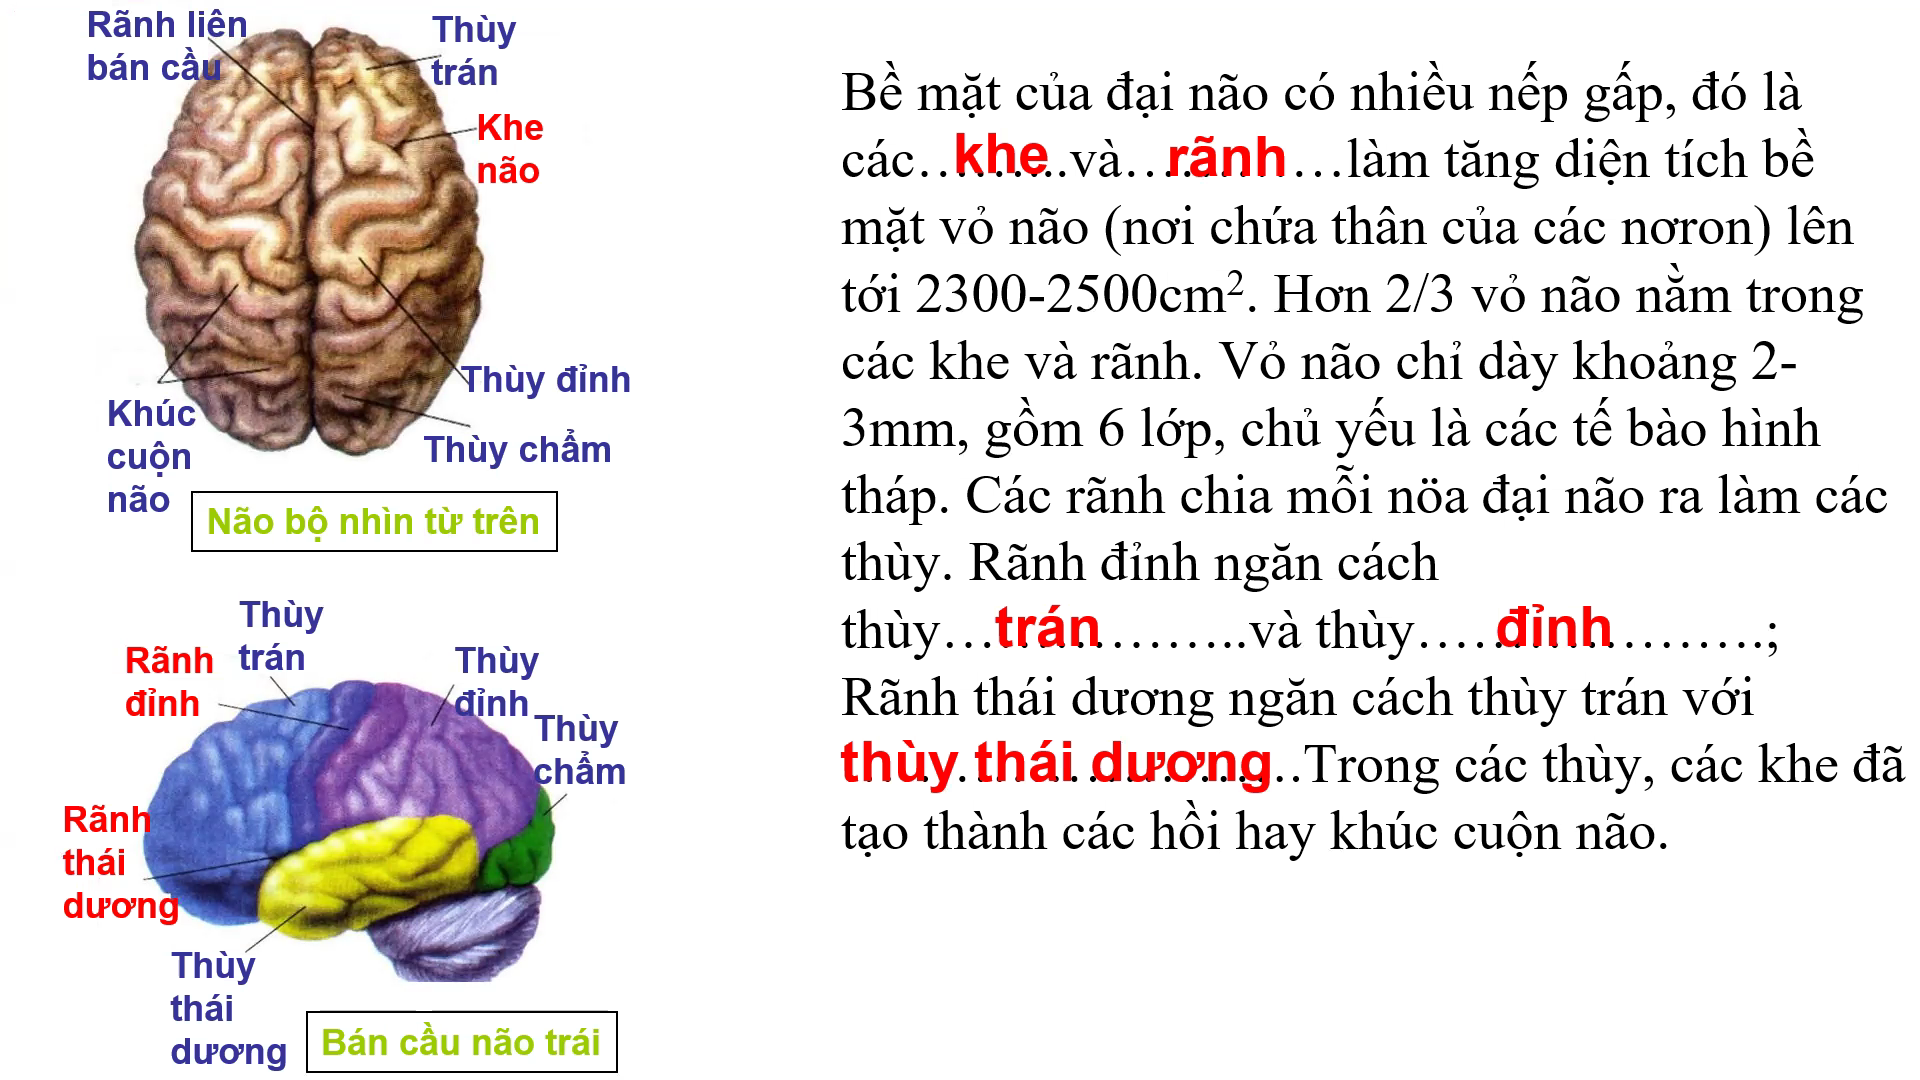 Rãnh liên
bán cầu
Thùy
trán
Khe
não
Thùy đỉnh
Khúc
cuộn
não
Thùy chẩm
Não bộ nhìn từ trên
Thùy
trán
Rãnh
đỉnh
Thùy
đỉnh
Thùy
chẩm
Rãnh
thái
dương
Thùy
thái
dương
Bán cầu não trái
Bề mặt của đại não có nhiều nếp gấp, đó là
các…khe…..và…rãnh…làm tăng diện tích bề
mặt vỏ não (nơi chứa thân của các nơron) lên
tới 2300-2500cm². Hơn 2/3 vỏ não nằm trong
các khe và rãnh. Vỏ não chỉ dày khoảng 2-
3mm, gồm 6 lớp, chủ yếu là các tế bào hình
tháp. Các rãnh chia mỗi nöa đại não ra làm các
thùy. Rãnh đỉnh ngăn cách
thùy…trán……..và thùy……đỉnh…….;
Rãnh thái dương ngăn cách thùy trán với
thùy thái dương…Trong các thùy, các khe đã
tạo thành các hồi hay khúc cuộn não.